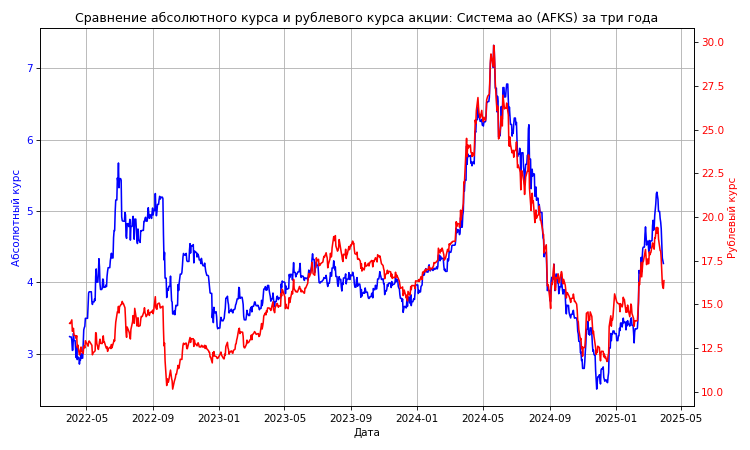 Сравнение абсолютного курса и рублевого курса акции: Система ао (AFKS) за три года
Абсолютный курс
7
6
5
4
3
30.0
27.5
25.0
22.5
20.0
17.5
15.0
12.5
10.0
Рублевый курс
2022-05 2022-09 2023-01 2023-05 2023-09 2024-01 2024-05 2024-09 2025-01 2025-05
Дата